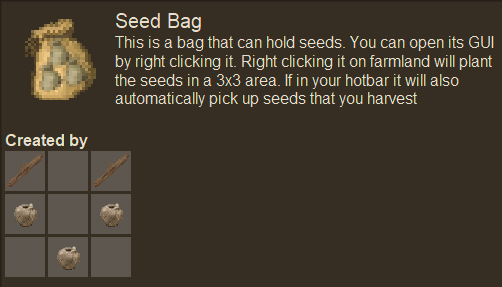 Seed Bag
This is a bag that can hold seeds. You can open its GUI
by right clicking it. Right clicking it on farmland will plant
the seeds in a 3x3 area. If in your hotbar it will also
automatically pick up seeds that you harvest
Created by